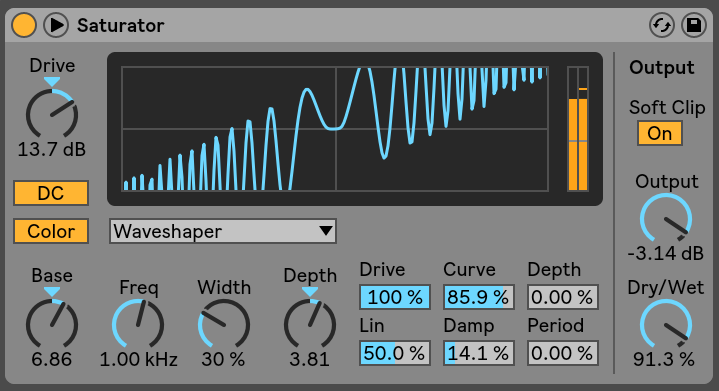 Saturator
Drive
13.7 dB
DC
Color
Waveshaper
Base
6.86
Freq
1.00 kHz
Width
30 %
Depth
3.81
Drive
100 %
Curve
85.9 %
Depth
0.00 %
Lin
50.0 %
Damp
14.1 %
Period
0.00 %
Output
Soft Clip
On
Output
-3.14 dB
Dry/Wet
91.3 %